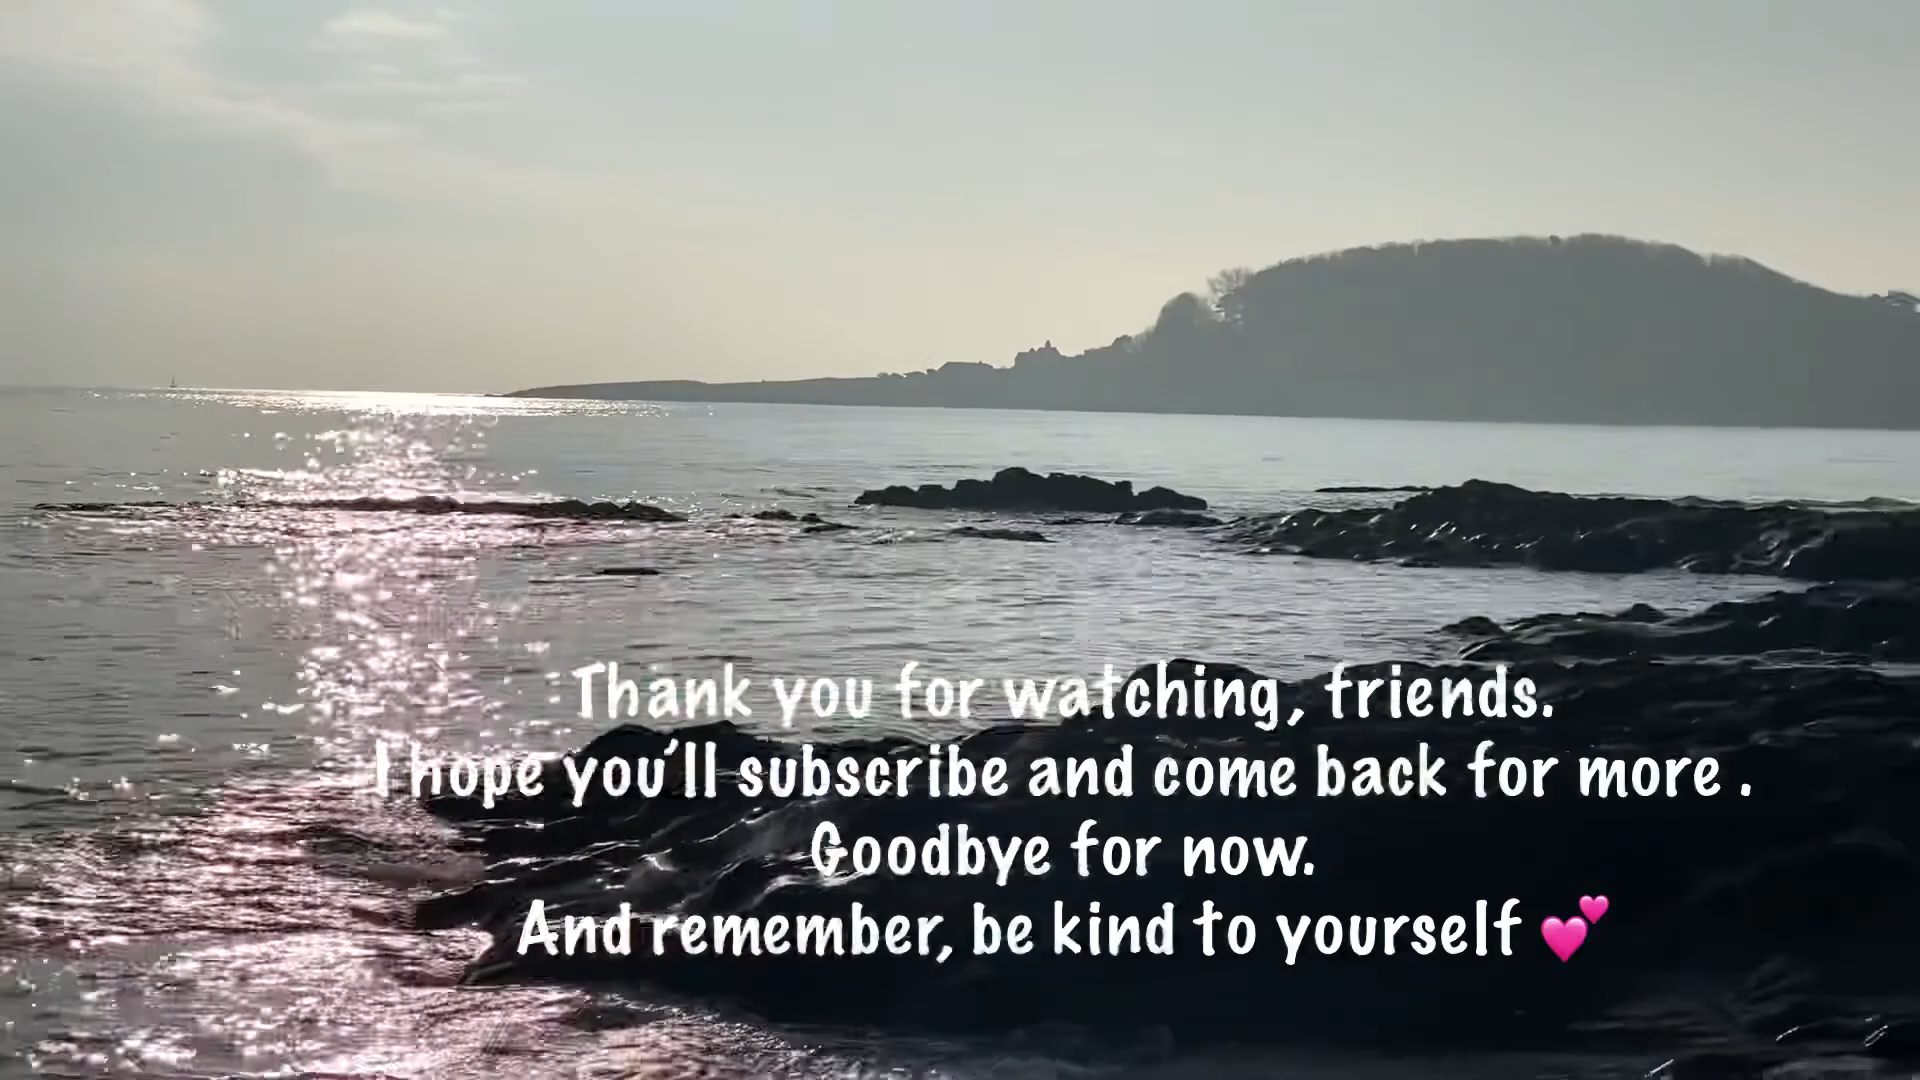 Thank you for watching, friends.
I hope you'll subscribe and come back for more .
Goodbye for now.
And remember, be kind to yourself 💕